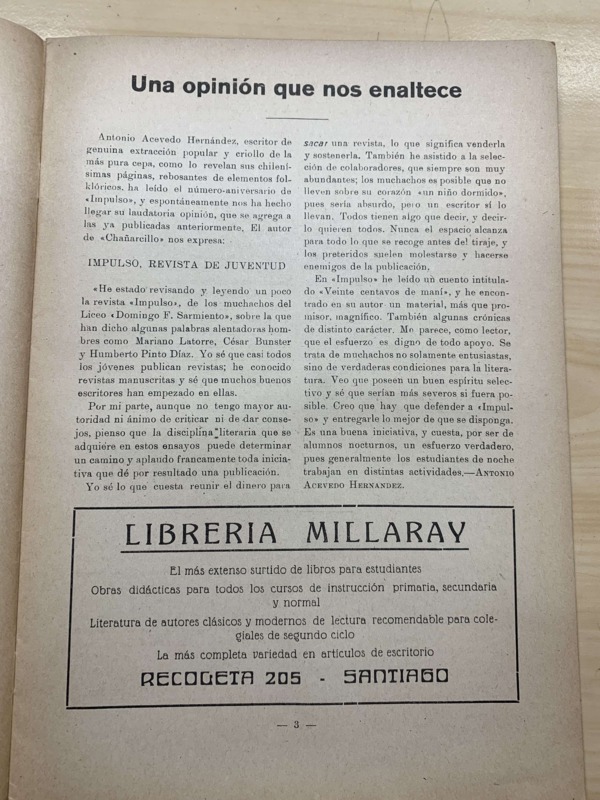 Una opinión que nos enaltece
Antonio Acevedo Hernández, escritor de
genuina extracción popular y criollo de la
más pura cepa, como lo revelan sus chilení-
simas páginas, rebosantes de elementos fol-
klóricos, ha leído el número-aniversario de
«Impulso», y espontáneamente nos ha hecho
llegar su laudatoria opinión, que se agrega a
las ya publicadas anteriormente. El autor
de «Chañarcillo» nos expresa:
IMPULSO, REVISTA DE JUVENTUD
«He estado revisando y leyendo un poco
la revista «Impulso», de los muchachos del
Liceo «Domingo F. Sarmiento», sobre la que
han dicho algunas palabras alentadoras hom-
bres como Mariano Latorre, César Bunster
y Humberto Pinto Díaz. Yo sé que casi todos
los jóvenes publican revistas; he conocido
revistas manuscritas y sé que muchos buenos
escritores han empezado en ellas.
Por mi parte, aunque no tengo mayor au-
toridad ni ánimo de criticar ni de dar conse-
jos, pienso que la disciplina literaria que se
adquiere en estos ensayos puede determinar
un camino y aplaudo francamente toda inicia-
tiva que dé por resultado una publicación.
Yo sé lo que cuesta reunir el dinero para
sacar una revista, lo que significa venderla
y sostenerla. También he asistido a la selec-
ción de colaboradores, que siempre son muy
abundantes; los muchachos es posible que no
lleven sobre su corazón «un niño dormido»,
pues sería absurdo, pero un escritor sí lo
llevan. Todos tienen algo que decir, y decir-
lo quieren todos. Nunca el espacio alcanza
para todo lo que se recoge antes del tiraje, y
los preteridos suelen molestarse y hacerse
enemigos de la publicación,
En «Impulso» he leído un cuento intitula-
do «Veinte centavos de maní», y he encon-
trado en su autor un material, más que pro-
misor, magnífico. También algunas crónicas
de distinto carácter. Me parece, como lector,
que el esfuerzo es digno de todo apoyo. Se
trata de muchachos no solamente entusiastas,
sino de verdaderas condiciones para la litera-
tura. Veo que poseen un buen espíritu selec-
tivo y sé que serían más severos si fuera po-
sible. Creo que hay que defender a «Impul-
so» y entregarle lo mejor de que se disponga.
Es una buena iniciativa, y cuesta, por ser de
alumnos nocturnos, un esfuerzo verdadero,
pues generalmente los estudiantes de noche
trabajan en distintas actividades.—ANTONIO
ACEVEDO HERNANDEZ.
LIBRERIA MILLARAY
El más extenso surtido de libros para estudiantes
Obras didácticas para todos los cursos de instrucción primaria, secundaria
y normal
Literatura de autores clásicos y modernos de lectura recomendable para cole-
giales de segundo ciclo
La más completa variedad en artículos de escritorio
RECOLETA 205 - SANTIAGO
— 3 —